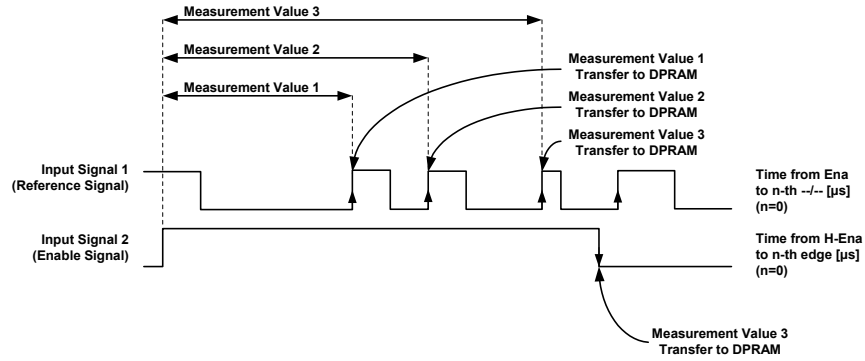 Measurement Value 3
Measurement Value 2
Measurement Value 1
Measurement Value 1
Transfer to DPRAM
Measurement Value 2
Transfer to DPRAM
Measurement Value 3
Transfer to DPRAM
Input Signal 1
(Reference Signal)
Time from Ena
to n-th --/-- [µs]
(n=0)
Input Signal 2
(Enable Signal)
Time from H-Ena
to n-th edge [µs]
(n=0)
Measurement Value 3
Transfer to DPRAM